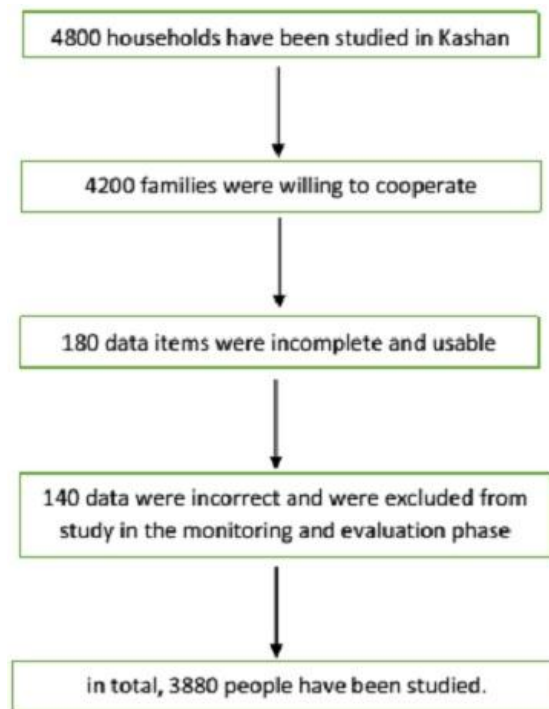 4800 households have been studied in Kashan
4200 families were willing to cooperate
180 data items were incomplete and usable
140 data were incorrect and were excluded from
study in the monitoring and evaluation phase
in total, 3880 people have been studied.